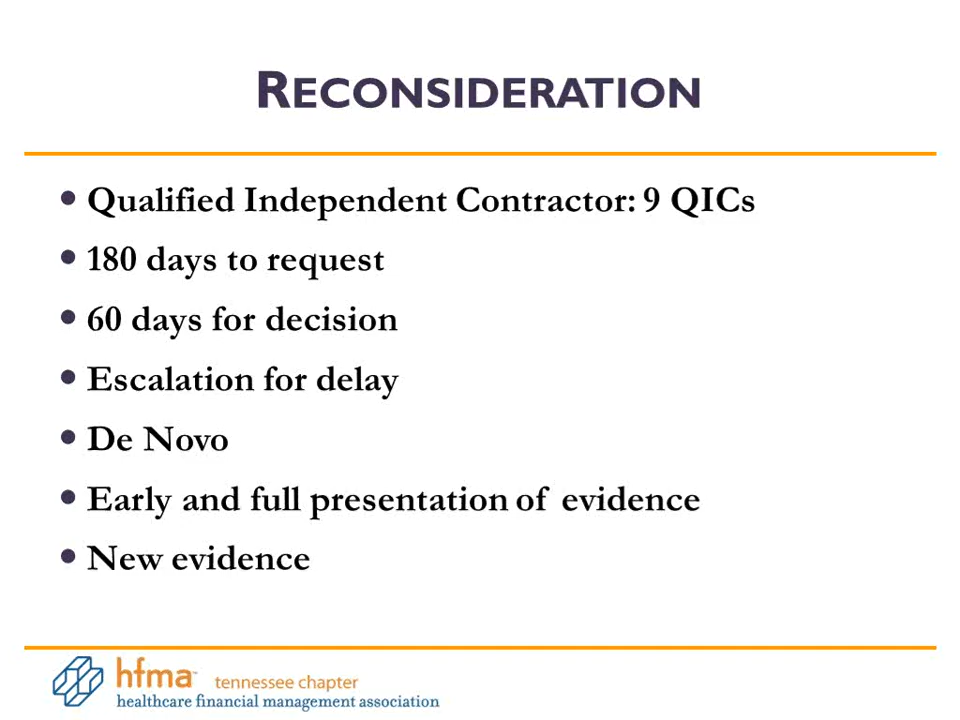 RECONSIDERATION
• Qualified Independent Contractor: 9 QICs
• 180 days to request
• 60 days for decision
• Escalation for delay
• De Novo
• Early and full presentation of evidence
• New evidence
hfma™ tennessee chapter
healthcare financial management association